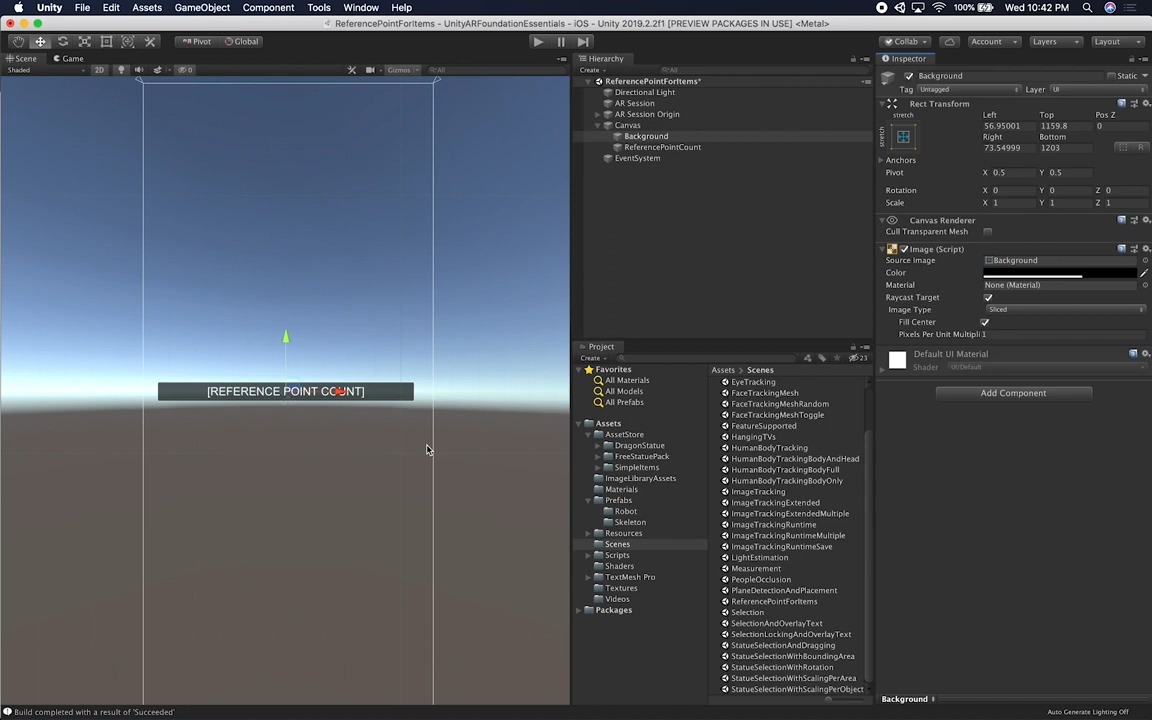 Unity File Edit Assets GameObject Component Tools Window Help 100% Wed 10:42 PM
ReferencePointForItems - UnityARFoundationEssentials - iOS - Unity 2019.2.2f1 [PREVIEW PACKAGES IN USE] <Metal>
Pivot Global Collab Account Layers Layout
Scene Game
Shaded 2D 0 Gizmos All
[REFERENCE POINT COUNT]
Hierarchy
Create All
ReferencePointForItems*
Directional Light
AR Session
AR Session Origin
Canvas
Background
ReferencePointCount
EventSystem
Project
Create 23
Favorites
All Materials
All Models
All Prefabs
Assets
AssetStore
DragonStatue
FreeStatuePack
SimpleItems
ImageLibraryAssets
Materials
Prefabs
Robot
Skeleton
Resources
Scenes
Scripts
Shaders
TextMesh Pro
Textures
Videos
Packages
Assets Scenes
EyeTracking
FaceTrackingMesh
FaceTrackingMeshRandom
FaceTrackingMeshToggle
FeatureSupported
HangingTVs
HumanBodyTracking
HumanBodyTrackingBodyAndHead
HumanBodyTrackingBodyFull
HumanBodyTrackingBodyOnly
ImageTracking
ImageTrackingExtended
ImageTrackingExtendedMultiple
ImageTrackingRuntime
ImageTrackingRuntimeMultiple
ImageTrackingRuntimeSave
LightEstimation
Measurement
PeopleOcclusion
PlaneDetectionAndPlacement
ReferencePointForItems
Selection
SelectionAndOverlayText
SelectionLockingAndOverlayText
StatueSelectionAndDragging
StatueSelectionWithBoundingArea
StatueSelectionWithRotation
StatueSelectionWithScalingPerArea
StatueSelectionWithScalingPerObject
Inspector
Background Static
Tag Untagged Layer UI
Rect Transform
stretch Left Top Pos Z
stretch 56.95001 1159.8 0
Right Bottom
73.54999 1203 R
Anchors
Pivot X 0.5 Y 0.5
Rotation X 0 Y 0 Z 0
Scale X 1 Y 1 Z 1
Canvas Renderer
Cull Transparent Mesh
Image (Script)
Source Image Background
Color
Material None (Material)
Raycast Target
Image Type Sliced
Fill Center
Pixels Per Unit Multipli 1
Default UI Material
Shader UI/Default
Add Component
Background
Build completed with a result of 'Succeeded' Auto Generate Lighting Off